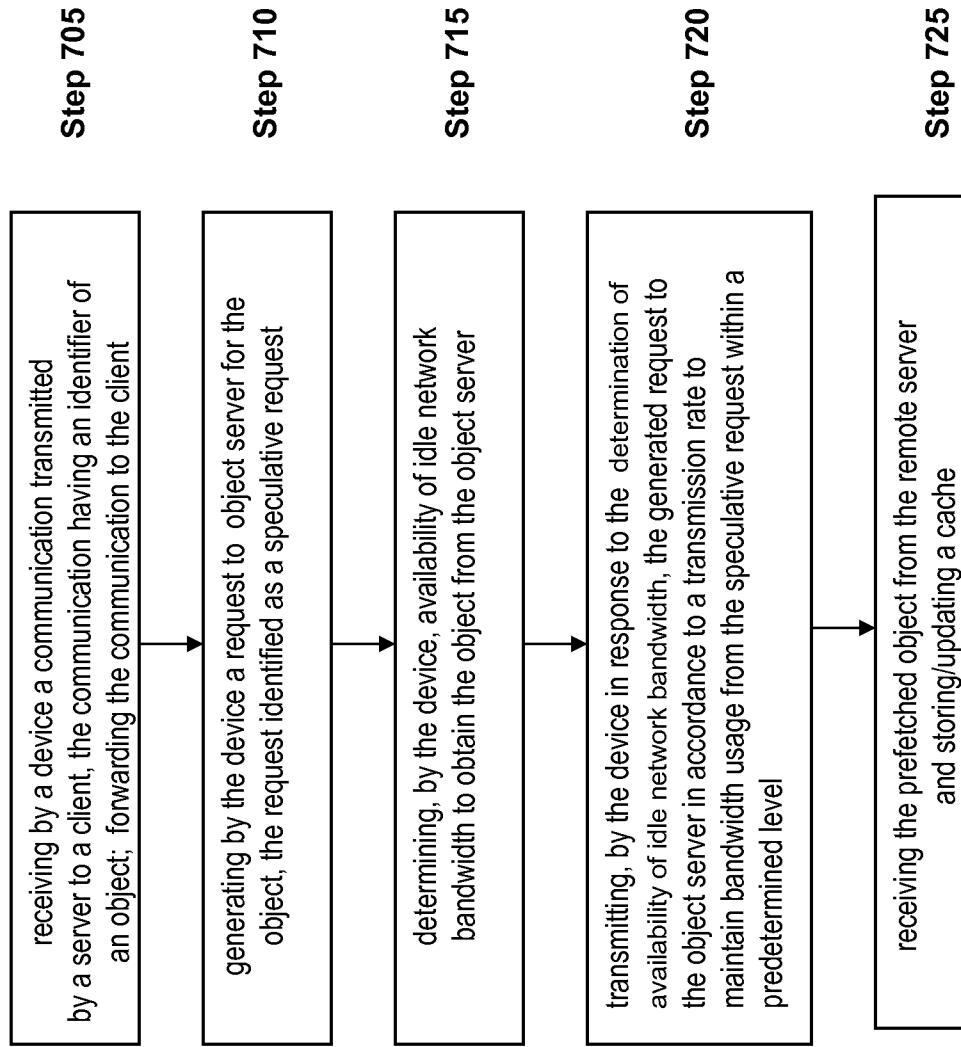 receiving by a device a communication transmitted
by a server to a client, the communication having an identifier of
an object; forwarding the communication to the client
Step 705
generating by the device a request to object server for the
object, the request identified as a speculative request
Step 710
determining, by the device, availability of idle network
bandwidth to obtain the object from the object server
Step 715
transmitting, by the device in response to the determination of
availability of idle network bandwidth, the generated request to
the object server in accordance to a transmission rate to
maintain bandwidth usage from the speculative request within a
predetermined level
Step 720
receiving the prefetched object from the remote server
and storing/updating a cache
Step 725